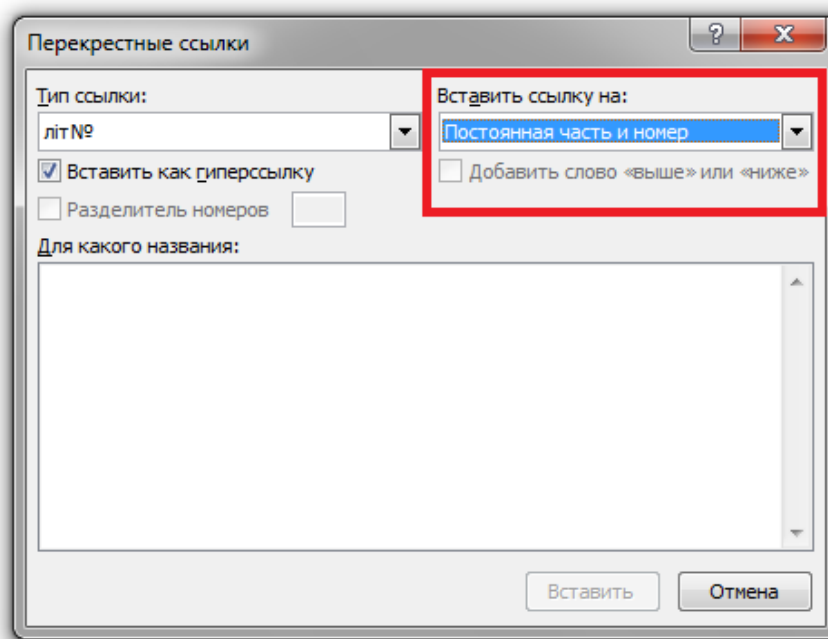 Перекрестные ссылки
Тип ссылки:
Вставить ссылку на:
літ№
Постоянная часть и номер
Вставить как гиперссылку
Добавить слово «выше» или «ниже»
Разделитель номеров
Для какого названия:
Вставить
Отмена